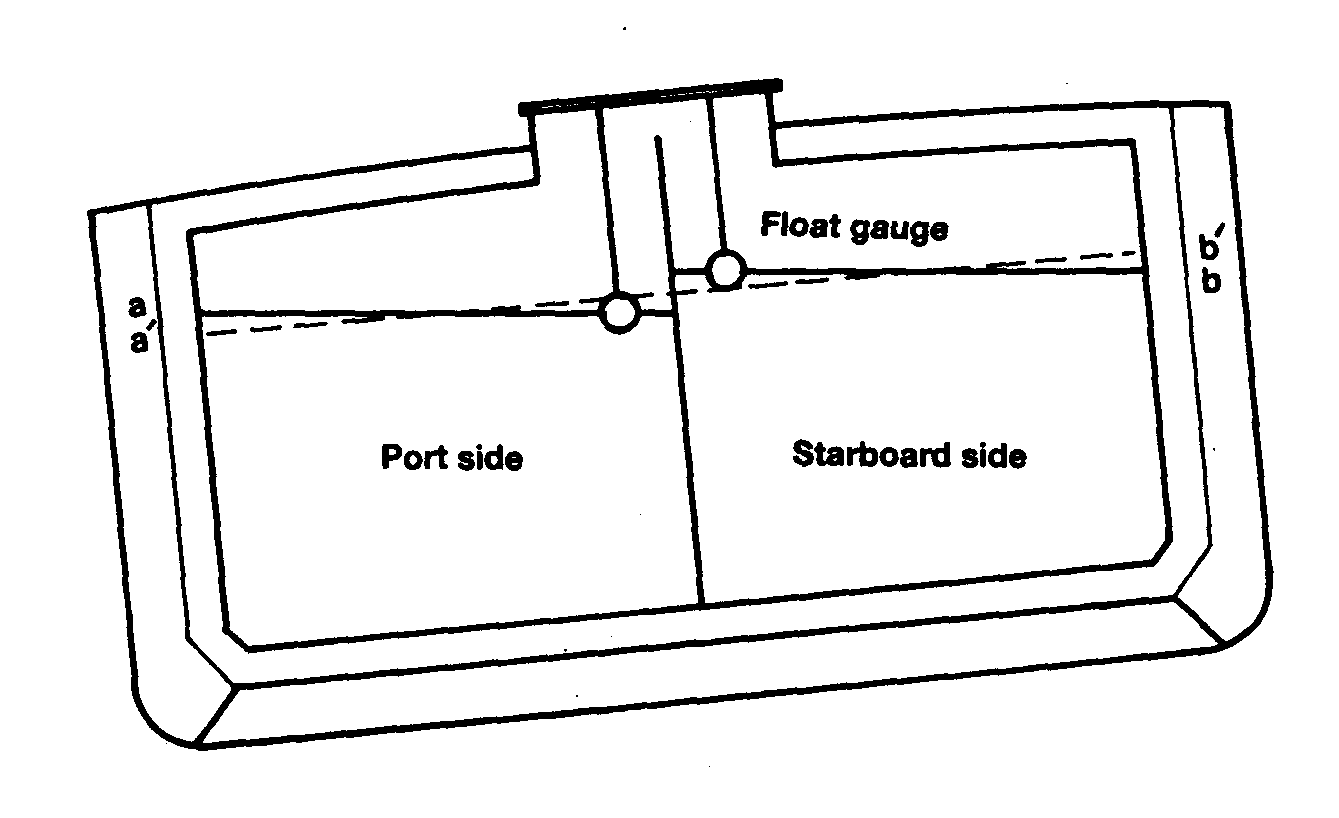 Float gauge
b′
a
b
a′
Port side
Starboard side